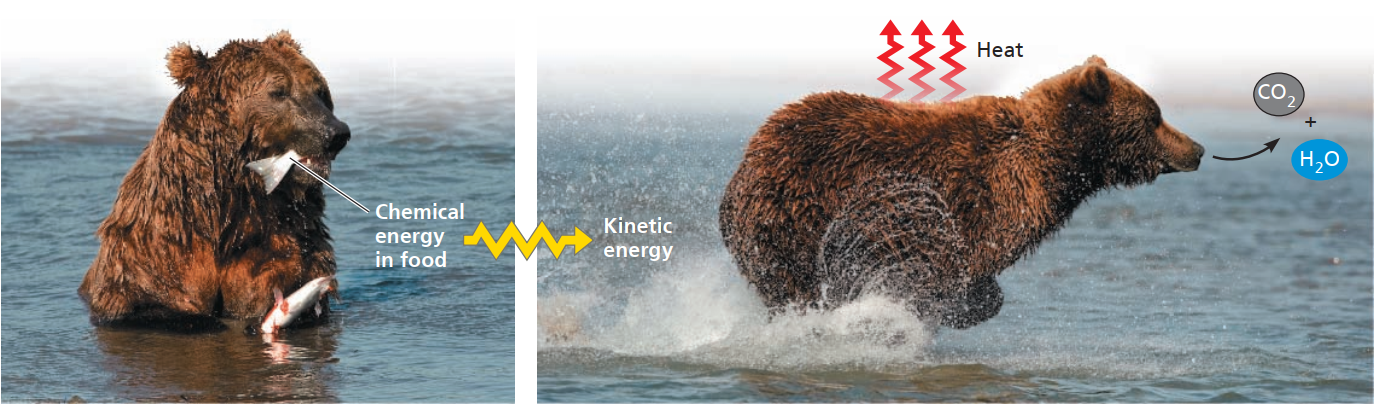 Chemical
energy
in food
Kinetic
energy
Heat
CO₂
+
H₂O